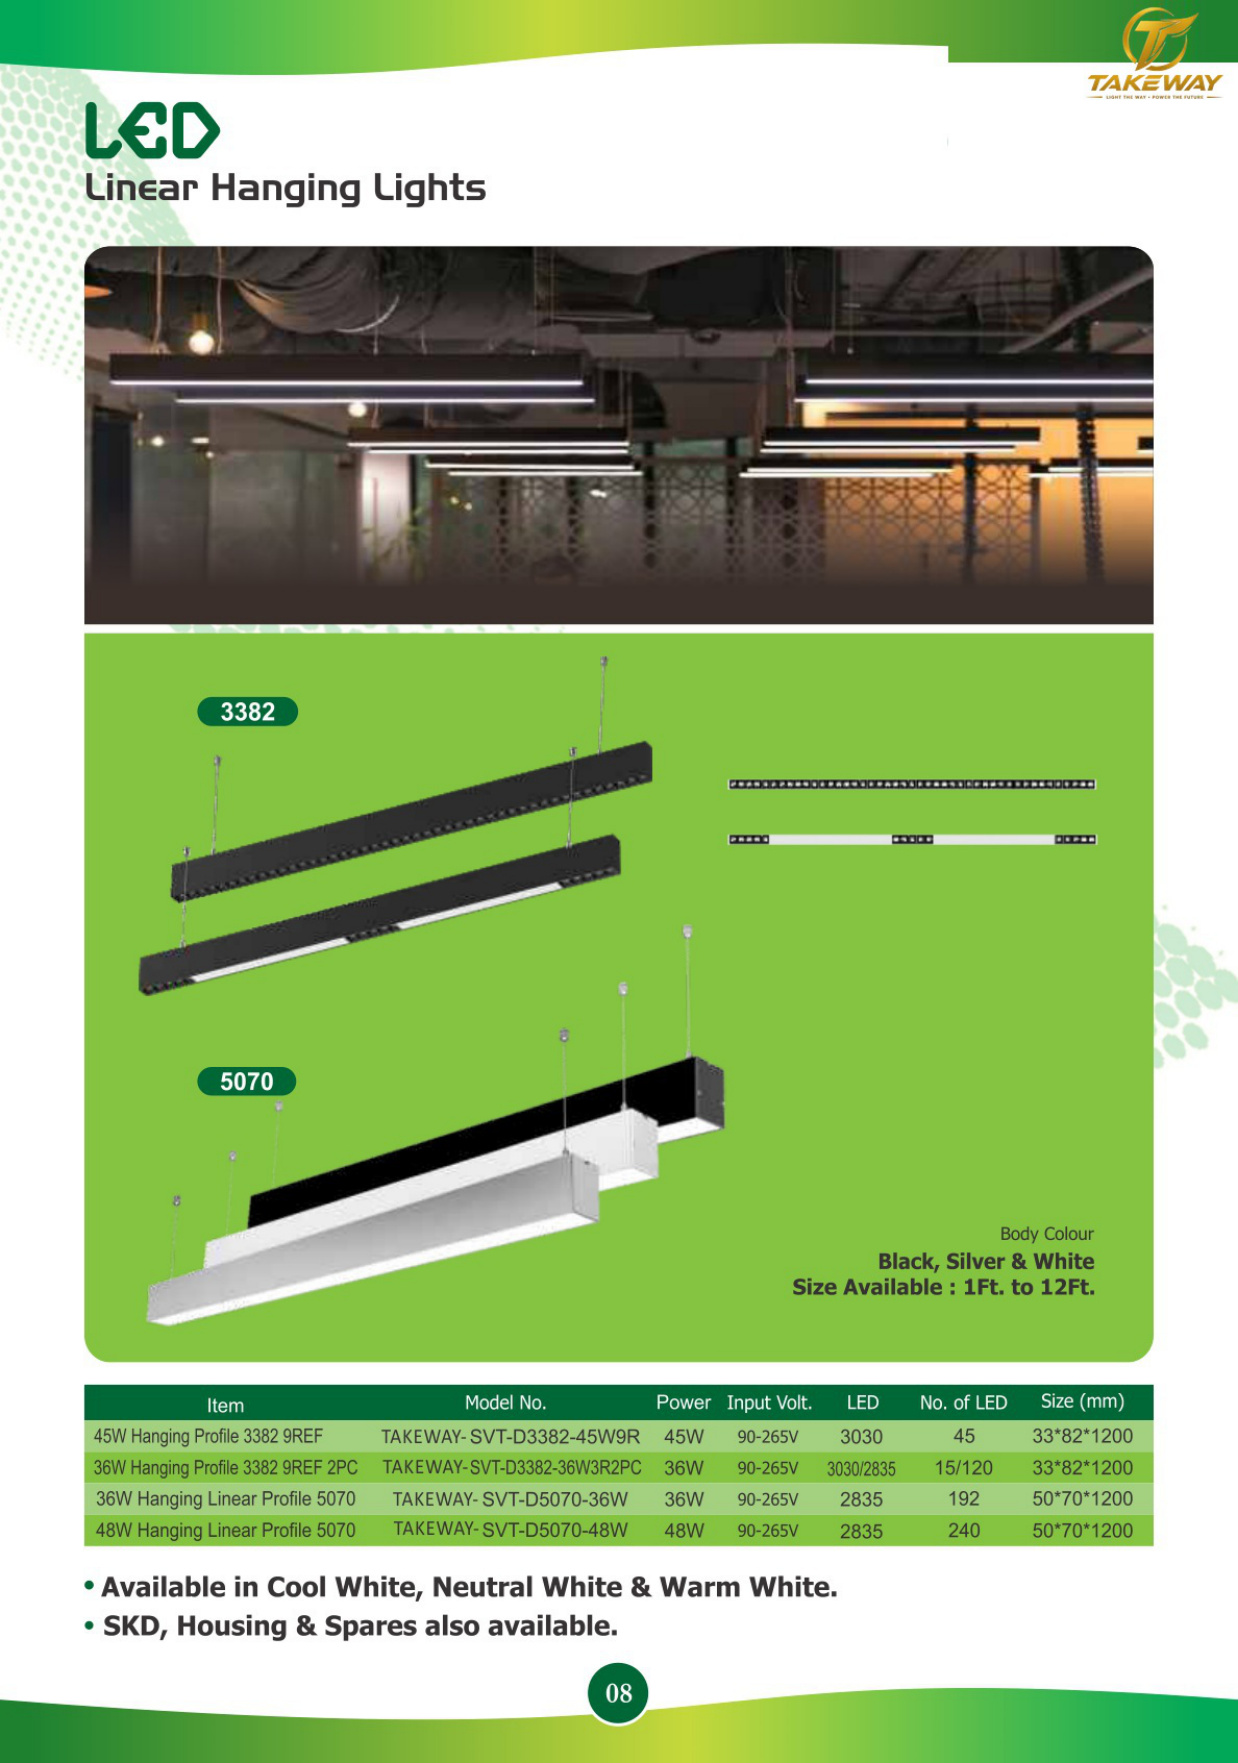 TAKEWAY
LIGHT THE WAY - POWER THE FUTURE
LED
Linear Hanging Lights
3382
5070
Body Colour
Black, Silver & White
Size Available : 1Ft. to 12Ft.
Item Model No. Power Input Volt. LED No. of LED Size (mm)
45W Hanging Profile 3382 9REF TAKEWAY- SVT-D3382-45W9R 45W 90-265V 3030 45 33*82*1200
36W Hanging Profile 3382 9REF 2PC TAKEWAY- SVT-D3382-36W3R2PC 36W 90-265V 3030/2835 15/120 33*82*1200
36W Hanging Linear Profile 5070 TAKEWAY- SVT-D5070-36W 36W 90-265V 2835 192 50*70*1200
48W Hanging Linear Profile 5070 TAKEWAY- SVT-D5070-48W 48W 90-265V 2835 240 50*70*1200
• Available in Cool White, Neutral White & Warm White.
• SKD, Housing & Spares also available.
08